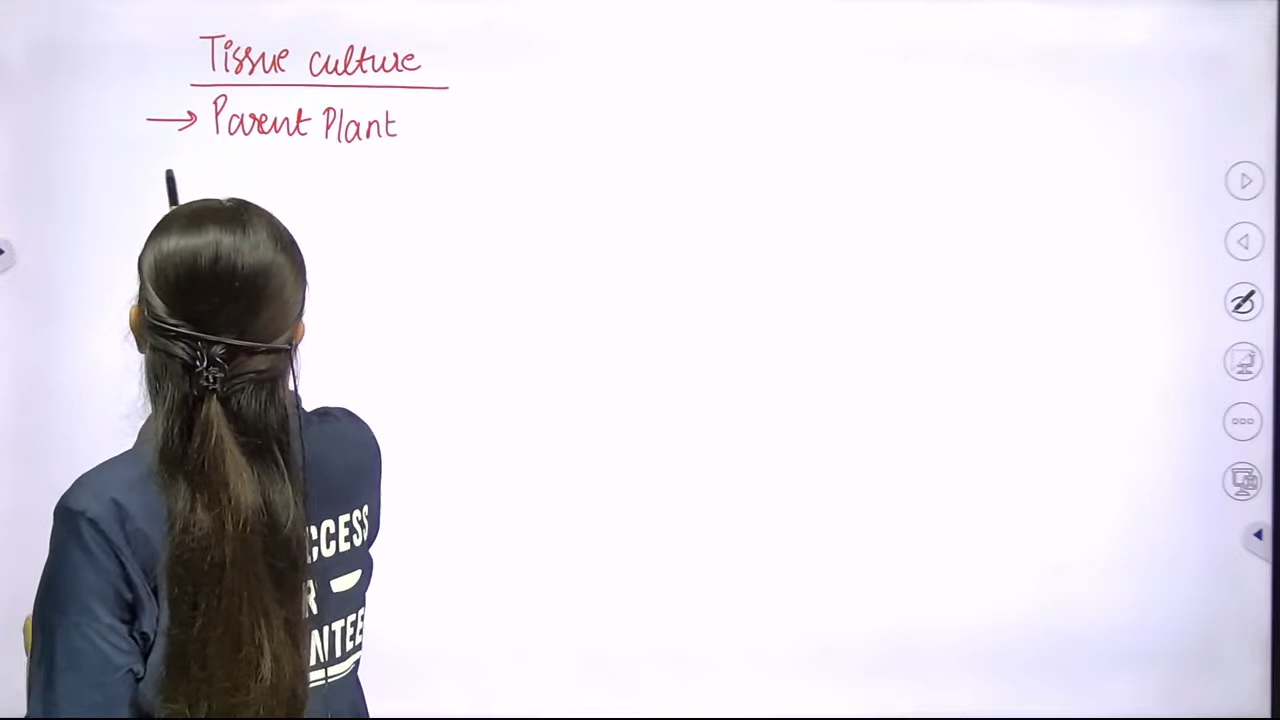 Tissue culture
→ Parent Plant